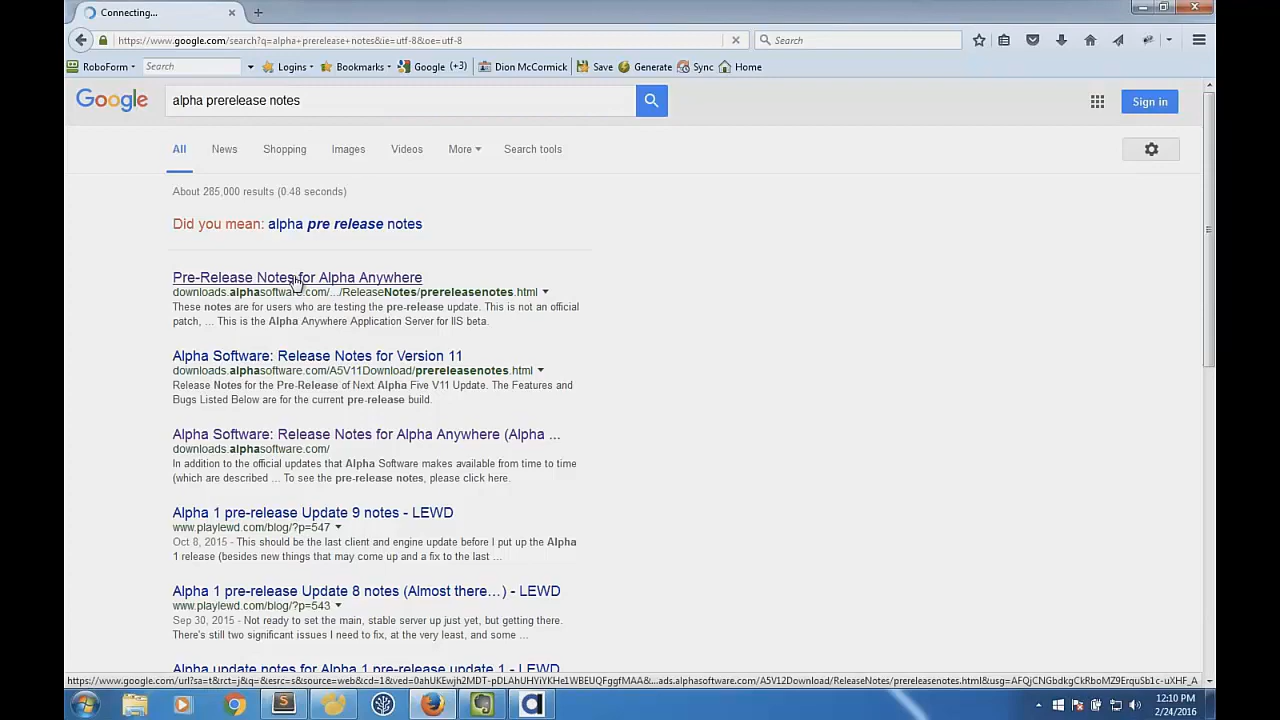 Connecting...
https://www.google.com/search?q=alpha+prerelease+notes&ie=utf-8&oe=utf-8
Search
RoboForm
Search
Logins
Bookmarks
Google (+3)
Dion McCormick
Save
Generate
Sync
Home
Google
alpha prerelease notes
Sign in
All
News
Shopping
Images
Videos
More
Search tools
About 285,000 results (0.48 seconds)
Did you mean: alpha pre release notes
Pre-Release Notes for Alpha Anywhere
downloads.alphasoftware.com/.../ReleaseNotes/prereleasenotes.html
These notes are for users who are testing the pre-release update. This is not an official
patch, ... This is the Alpha Anywhere Application Server for IIS beta.
Alpha Software: Release Notes for Version 11
downloads.alphasoftware.com/A5V11Download/prereleasenotes.html
Release Notes for the Pre-Release of Next Alpha Five V11 Update. The Features and
Bugs Listed Below are for the current pre-release build.
Alpha Software: Release Notes for Alpha Anywhere (Alpha ...
downloads.alphasoftware.com/
In addition to the official updates that Alpha Software makes available from time to time
(which are described ... To see the pre-release notes, please click here.
Alpha 1 pre-release Update 9 notes - LEWD
www.playlewd.com/blog/?p=547
Oct 8, 2015 - This should be the last client and engine update before I put up the Alpha
1 release (besides new things that may come up and a fix to the last ...
Alpha 1 pre-release Update 8 notes (Almost there…) - LEWD
www.playlewd.com/blog/?p=543
Sep 30, 2015 - Not ready to set the main, stable server up just yet, but getting there.
There's still two significant issues I need to fix, at the very least, and some ...
Alpha update notes for Alpha 1 pre-release update 1 - LEWD
12:10 PM
2/24/2016